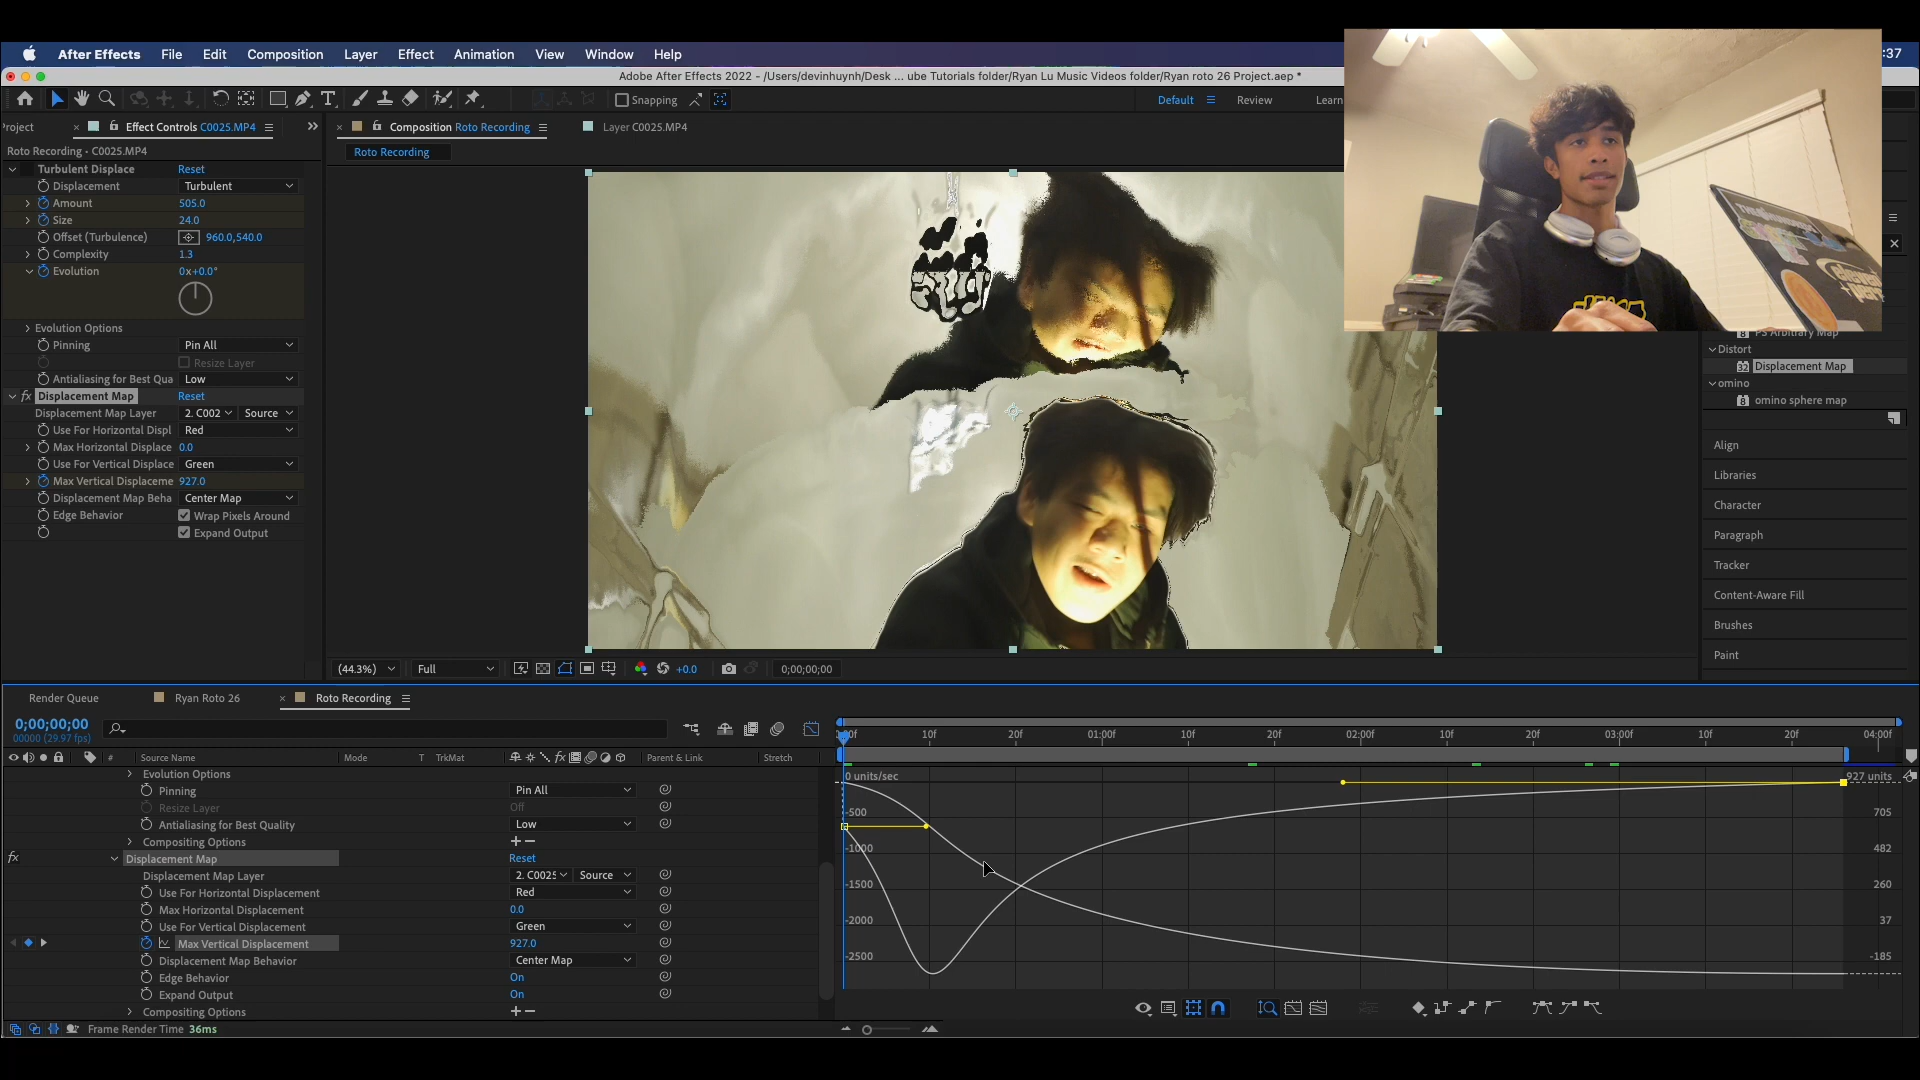 After Effects File Edit Composition Layer Effect Animation View Window Help
:37
Adobe After Effects 2022 - /Users/devinhuynh/Desk ... ube Tutorials folder/Ryan Lu Music Videos folder/Ryan roto 26 Project.aep *
Snapping
Default
Review
Learn
Project
Effect Controls C0025.MP4
Composition Roto Recording
Layer C0025.MP4
Roto Recording • C0025.MP4
Roto Recording
Turbulent Displace Reset
Displacement Turbulent
Amount 505.0
Size 24.0
Offset (Turbulence) 960.0,540.0
Complexity 1.3
Evolution 0x+0.0°
Evolution Options
Pinning Pin All
Resize Layer
Antialiasing for Best Qua Low
fx Displacement Map Reset
Displacement Map Layer 2. C002 Source
Use For Horizontal Displ Red
Max Horizontal Displace 0.0
Use For Vertical Displace Green
Max Vertical Displaceme 927.0
Displacement Map Beha Center Map
Edge Behavior Wrap Pixels Around
Expand Output
PS Arbitrary Map
Distort
32 Displacement Map
omino
8 omino sphere map
Align
Libraries
Character
Paragraph
Tracker
Content-Aware Fill
Brushes
Paint
(44.3%) Full +0.0 0;00;00;00
Render Queue Ryan Roto 26 Roto Recording
0;00;00;00
00000 (29.97 fps)
# Source Name Mode T TrkMat Parent & Link Stretch
10f 20f 01:00f 10f 20f 02:00f 10f 20f 03:00f 10f 20f 04:00f
Evolution Options
Pinning Pin All
Resize Layer Off
Antialiasing for Best Quality Low
Compositing Options
fx Displacement Map Reset
Displacement Map Layer 2. C0025 Source
Use For Horizontal Displacement Red
Max Horizontal Displacement 0.0
Use For Vertical Displacement Green
Max Vertical Displacement 927.0
Displacement Map Behavior Center Map
Edge Behavior On
Expand Output On
Compositing Options
0 units/sec 927 units
-500 705
-1000 482
-1500 260
-2000 37
-2500 -185
Frame Render Time 36ms